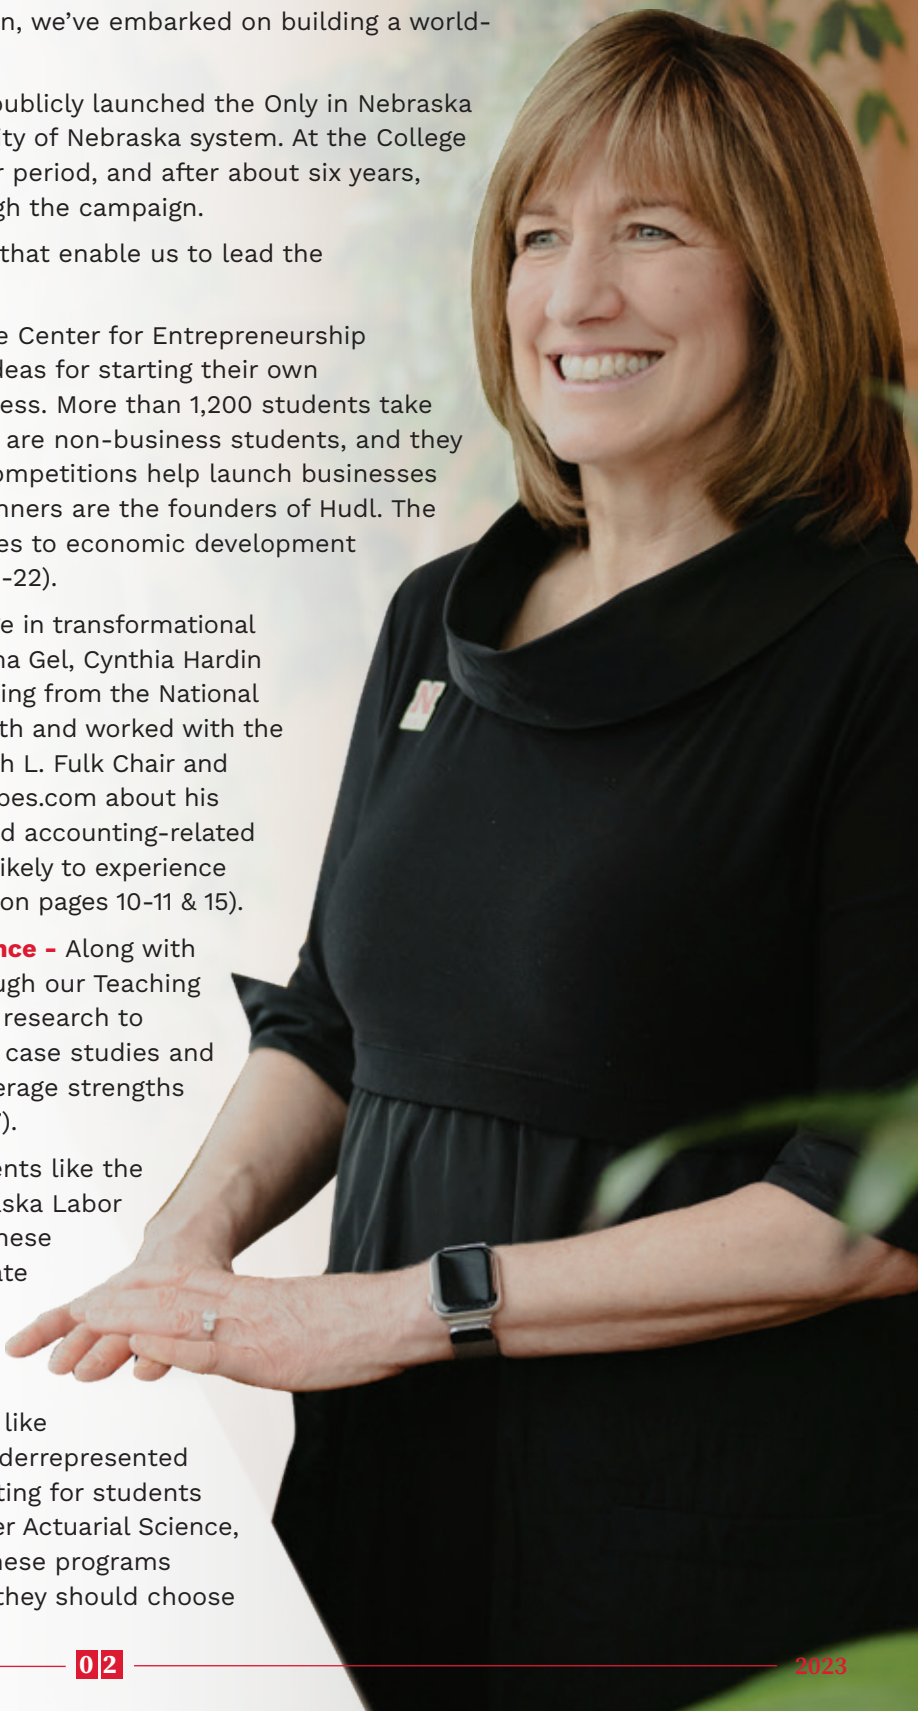 n, we've embarked on building a world-
publicly launched the Only in Nebraska
ity of Nebraska system. At the College
r period, and after about six years,
gh the campaign.
that enable us to lead the
e Center for Entrepreneurship
deas for starting their own
ess. More than 1,200 students take
are non-business students, and they
ompetitions help launch businesses
nners are the founders of Hudl. The
es to economic development
-22).
e in transformational
na Gel, Cynthia Hardin
ing from the National
th and worked with the
h L. Fulk Chair and
bes.com about his
d accounting-related
ikely to experience
on pages 10-11 & 15).
nce - Along with
ugh our Teaching
research to
case studies and
erage strengths
).
ents like the
aska Labor
hese
ate
like
derrepresented
ting for students
er Actuarial Science,
hese programs
they should choose
N
02
2023